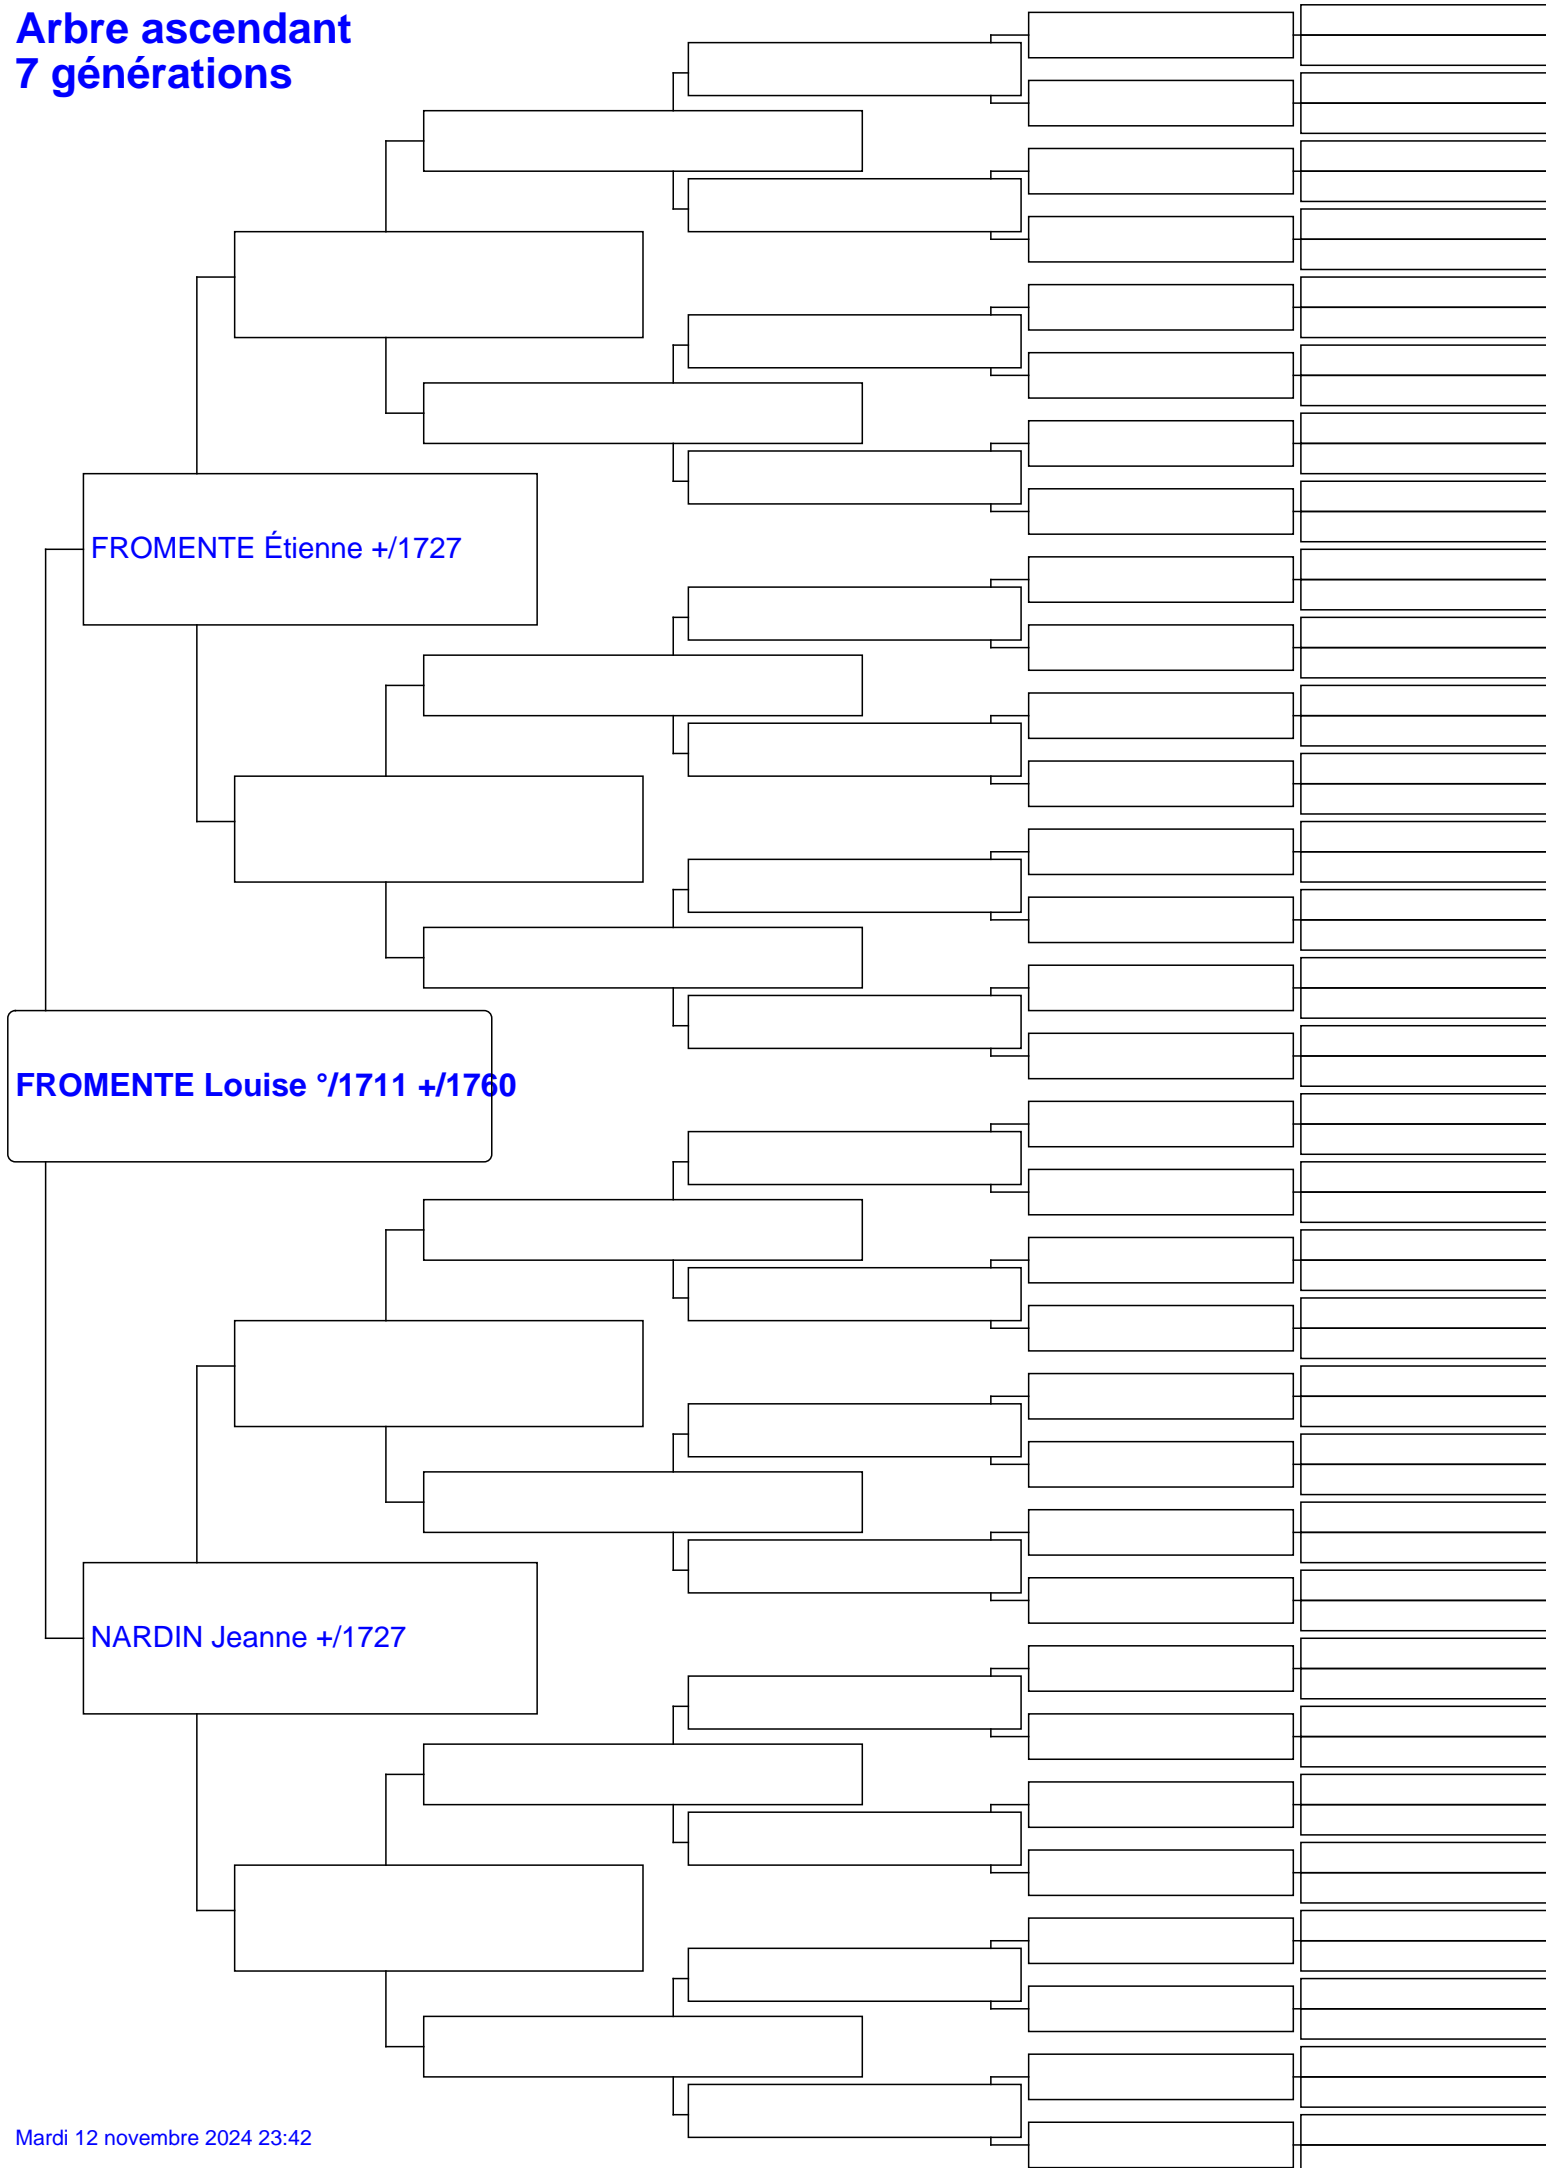 Arbre ascendant
7 générations
FROMENTE Étienne +/1727
FROMENTE Louise °/1711 +/1760
NARDIN Jeanne +/1727
Mardi 12 novembre 2024 23:42